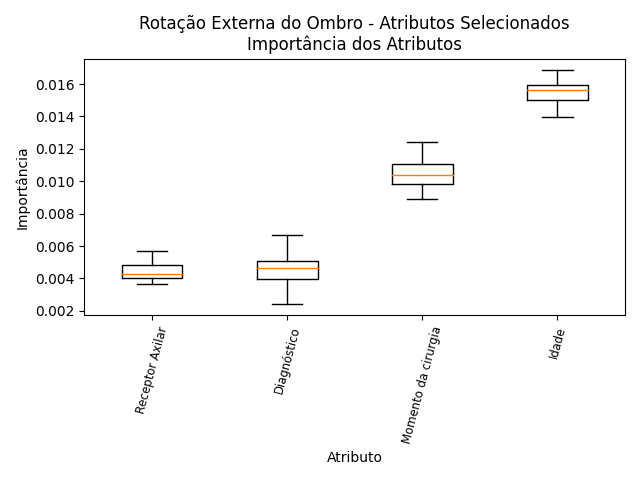 Rotação Externa do Ombro - Atributos Selecionados
Importância dos Atributos
Importância
0.016
0.014
0.012
0.010
0.008
0.006
0.004
0.002
Receptor Axilar
Diagnóstico
Momento da cirurgia
Idade
Atributo